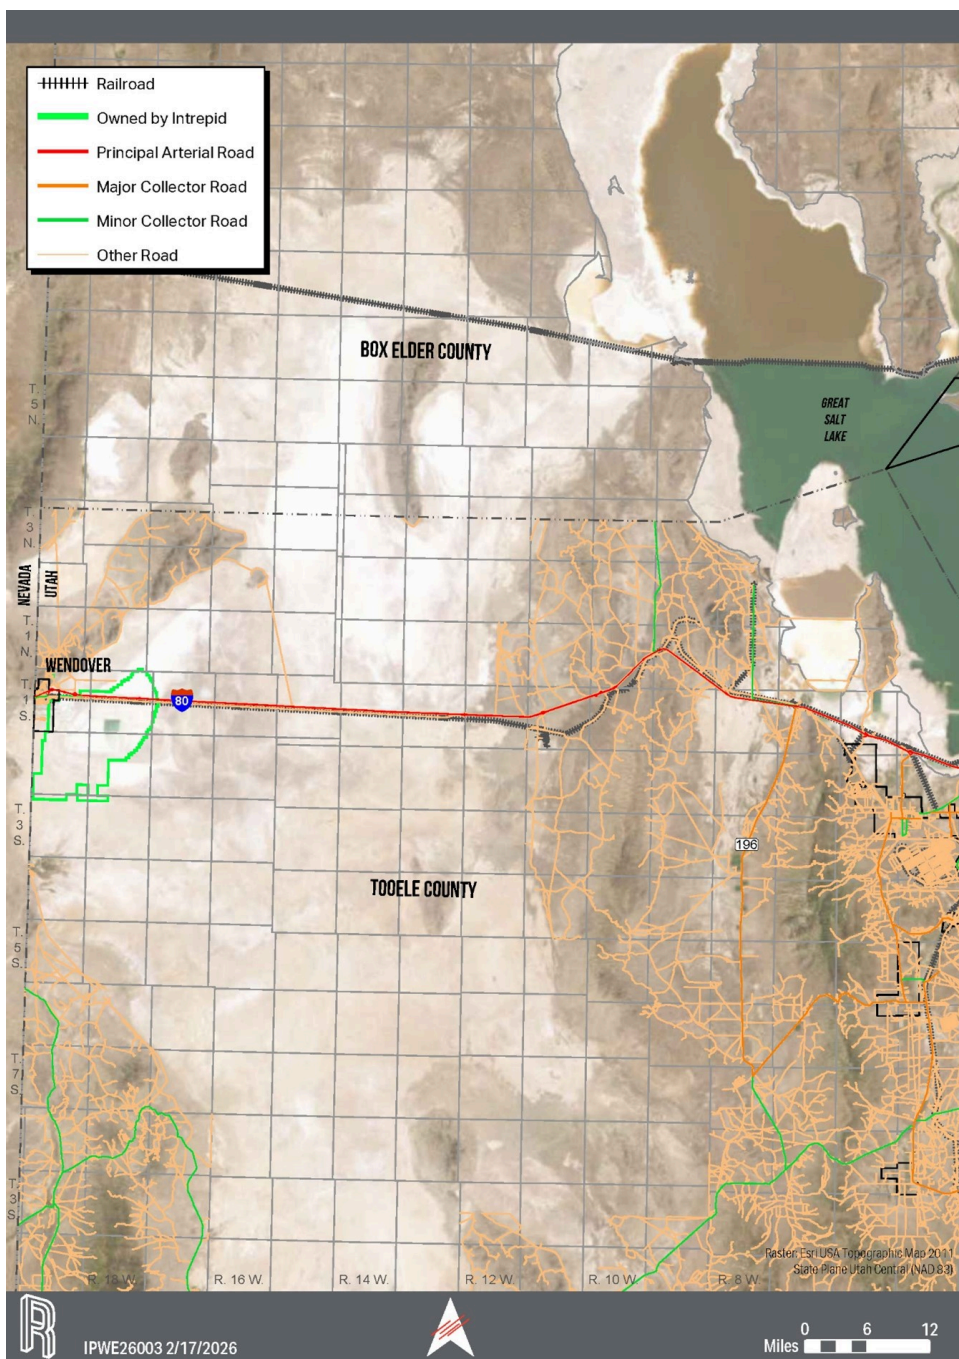 Railroad
Owned by Intrepid
Principal Arterial Road
Major Collector Road
Minor Collector Road
Other Road
BOX ELDER COUNTY
GREAT
SALT
LAKE
T.
5
N.
T.
3
N.
NEVADA
UTAH
T.
1
N.
WENDOVER
T.
1
S.
80
T.
3
S.
196
TOOELE COUNTY
T.
5
S.
T.
7
S.
T.
3
S.
Raster: Esri USA Topographic Map 2011
State Plane Utah Central (NAD 83)
R. 18 W.
R. 16 W.
R. 14 W.
R. 12 W.
R. 10 W.
R. 8 W.
R
IPWE26003 2/17/2026
0 6 12
Miles